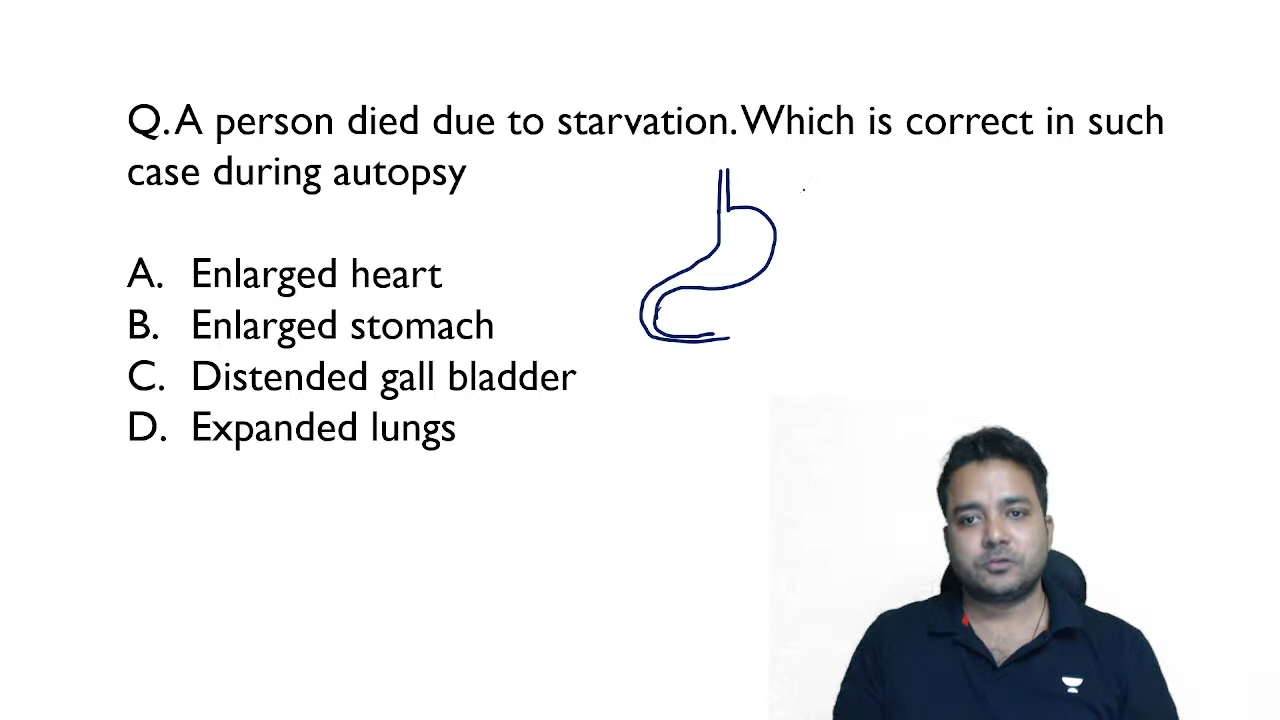 Q. A person died due to starvation. Which is correct in such
case during autopsy
A. Enlarged heart
B. Enlarged stomach
C. Distended gall bladder
D. Expanded lungs